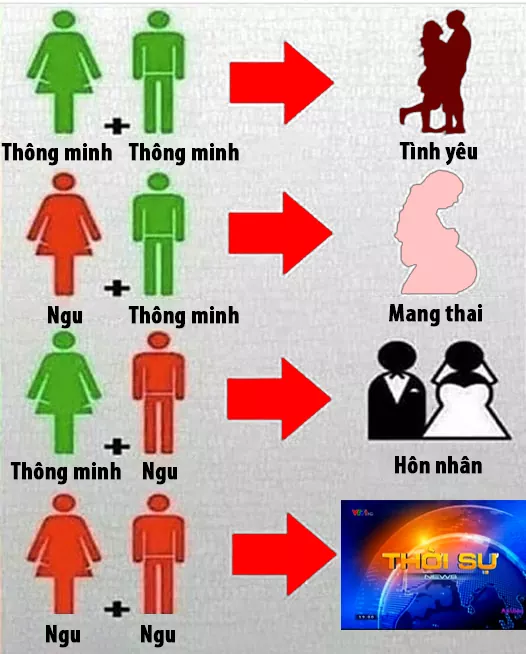 +
Thông minh Thông minh
Tình yêu
+
Ngu Thông minh
Mang thai
+
Thông minh Ngu
Hôn nhân
+
Ngu Ngu
VTV1
THỜI SỰ
NEWS